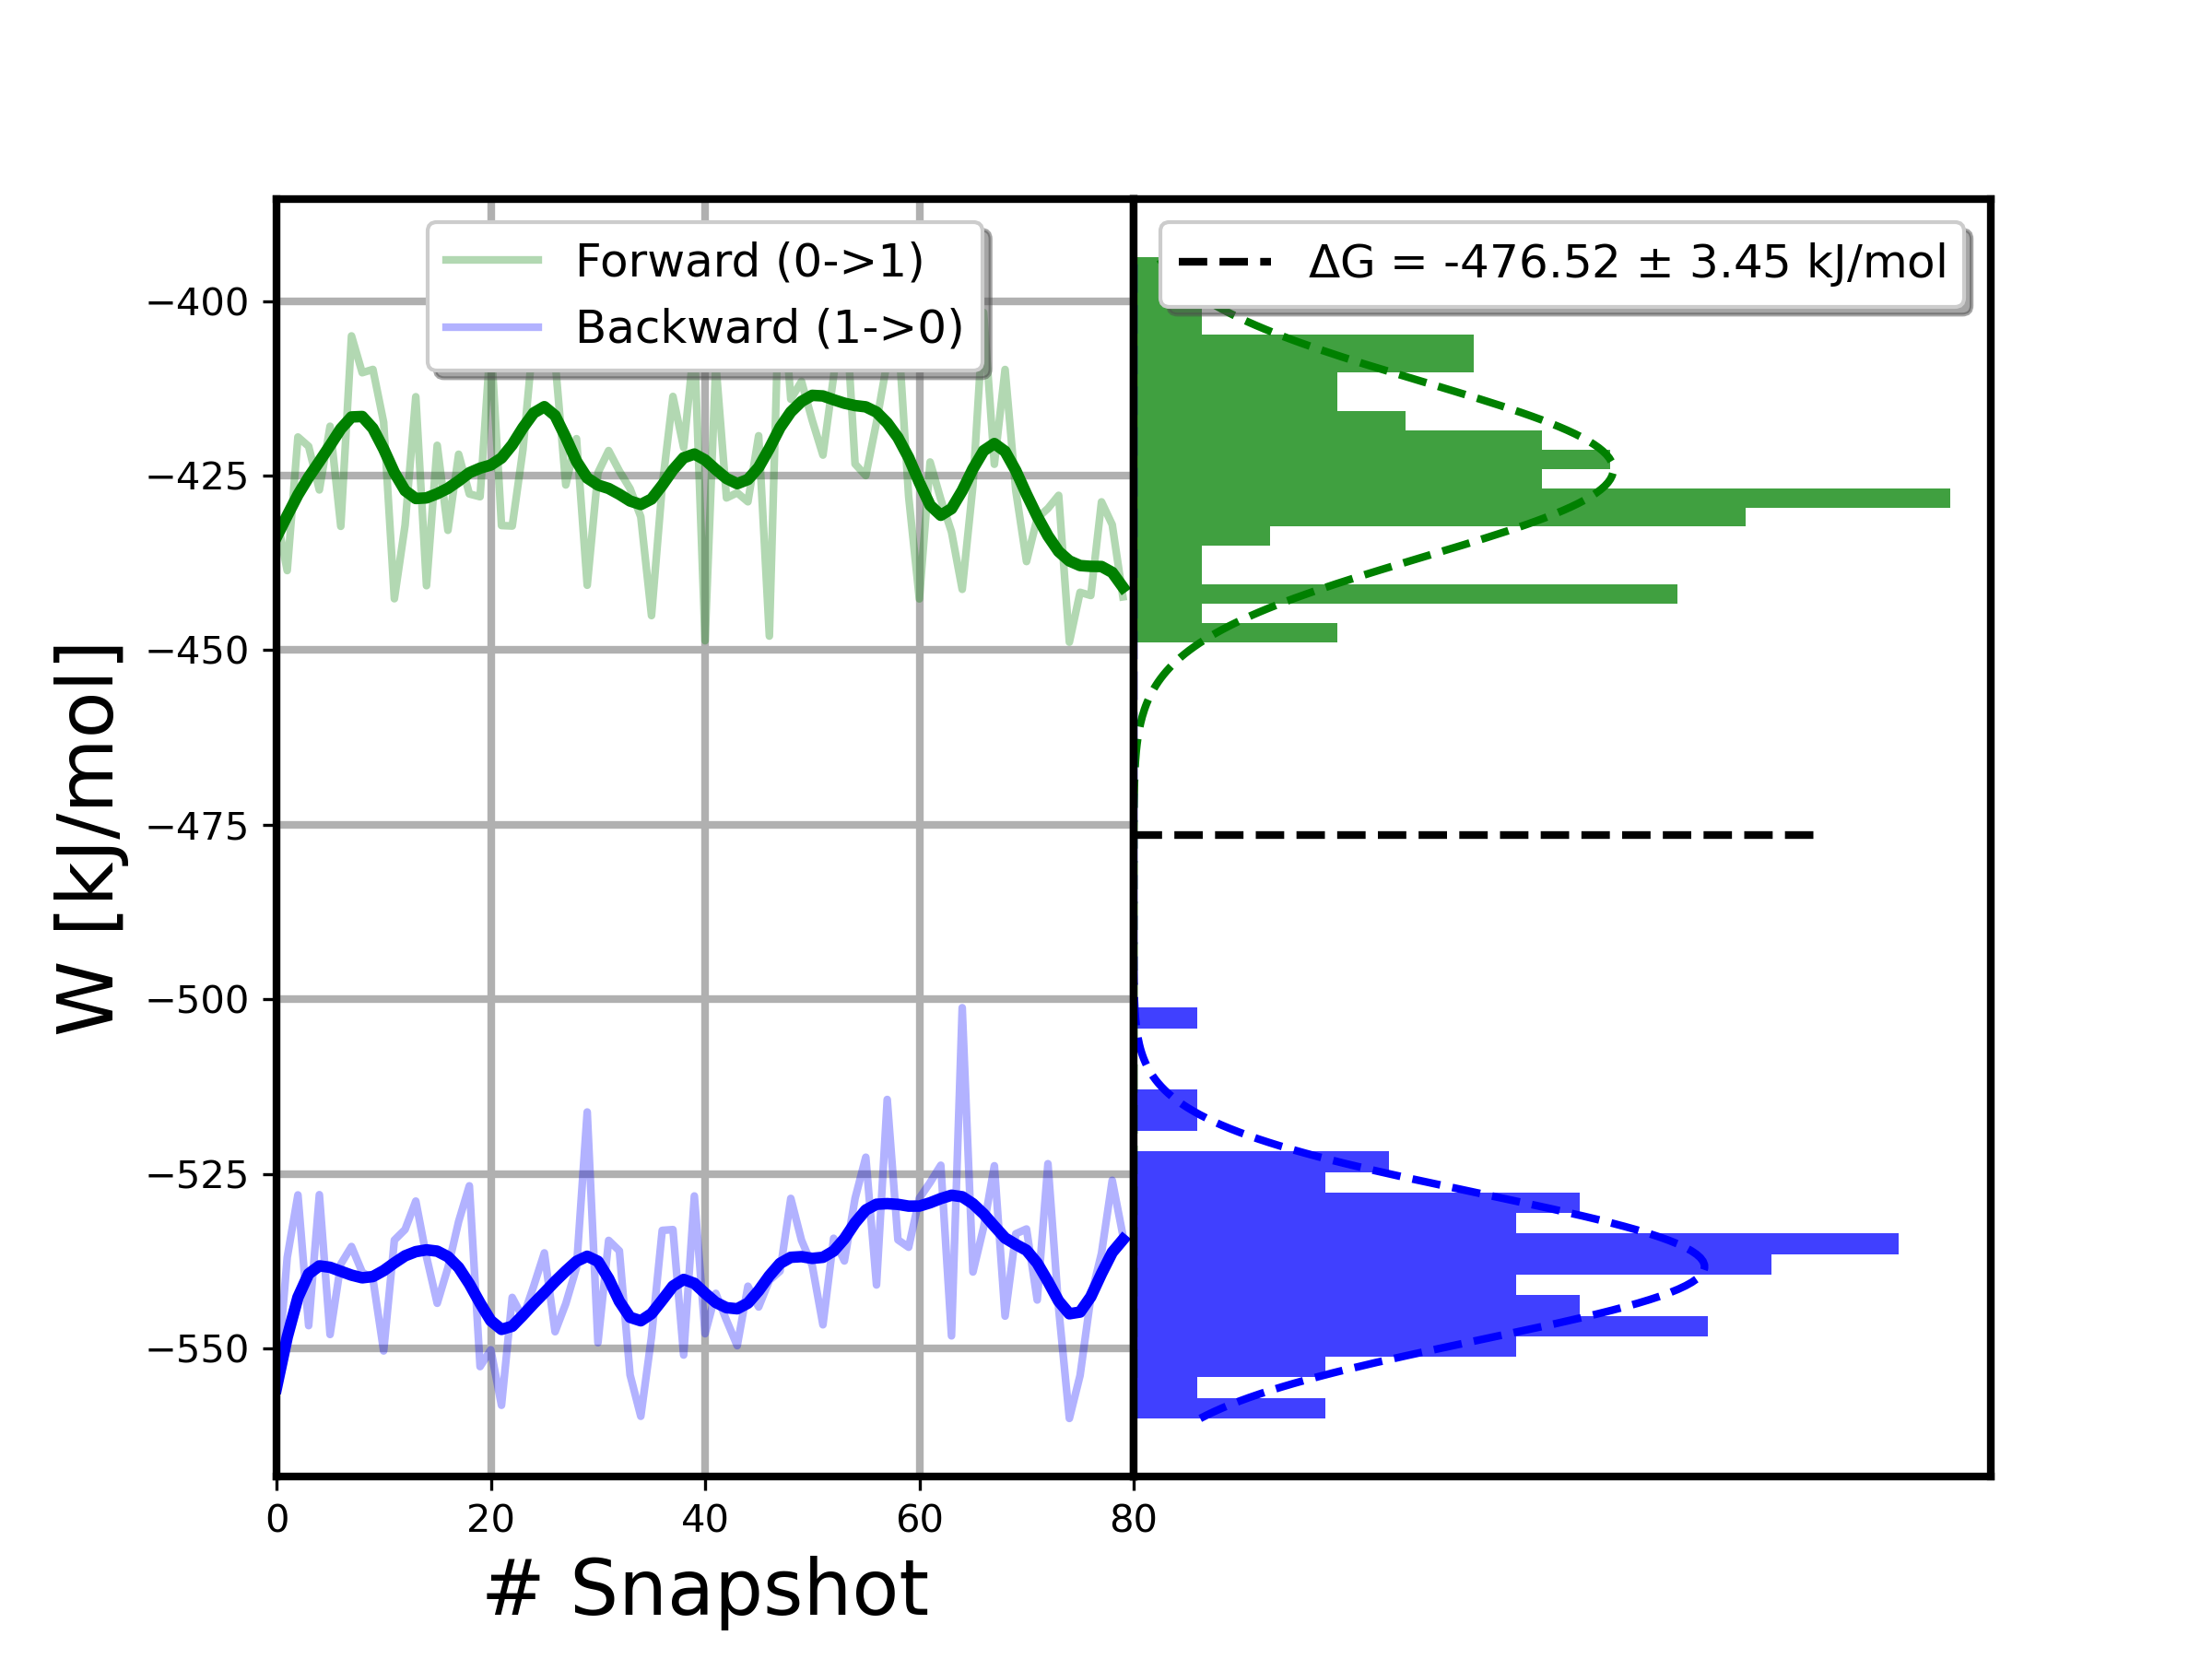 Forward (0->1)
Backward (1->0)
ΔG = -476.52 ± 3.45 kJ/mol
W [kJ/mol]
−400
−425
−450
−475
−500
−525
−550
0 20 40 60 80
# Snapshot